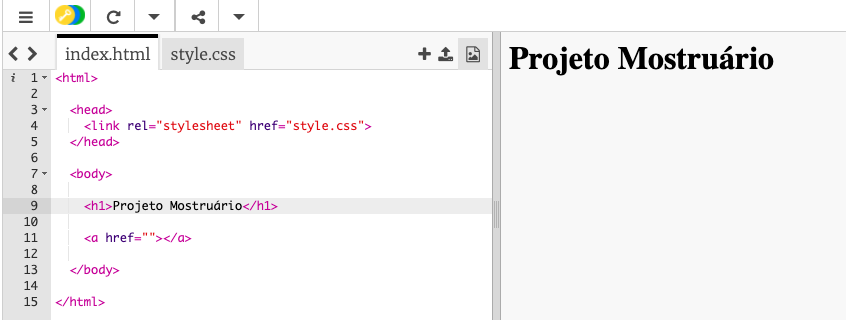 index.html style.css
Projeto Mostruário
i 1 <html>
2
3 <head>
4 <link rel="stylesheet" href="style.css">
5 </head>
6
7 <body>
8
9 <h1>Projeto Mostruário</h1>
10
11 <a href=""></a>
12
13 </body>
14
15 </html>